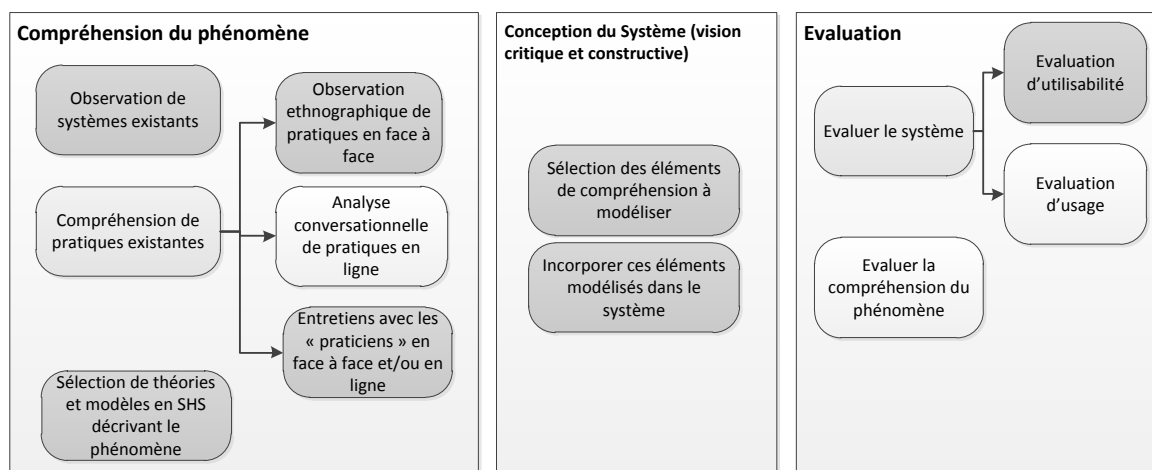 Compréhension du phénomène
Observation de
systèmes existants
Observation
ethnographique de
pratiques en face à
face
Compréhension de
pratiques existantes
Analyse
conversationnelle
de pratiques en
ligne
Entretiens avec les
« praticiens » en
face à face et/ou en
ligne
Sélection de théories
et modèles en SHS
décrivant le
phénomène
Conception du Système (vision
critique et constructive)
Sélection des éléments
de compréhension à
modéliser
Incorporer ces éléments
modélisés dans le
système
Evaluation
Evaluer le système
Evaluation
d’utilisabilité
Evaluation
d’usage
Evaluer la
compréhension du
phénomène